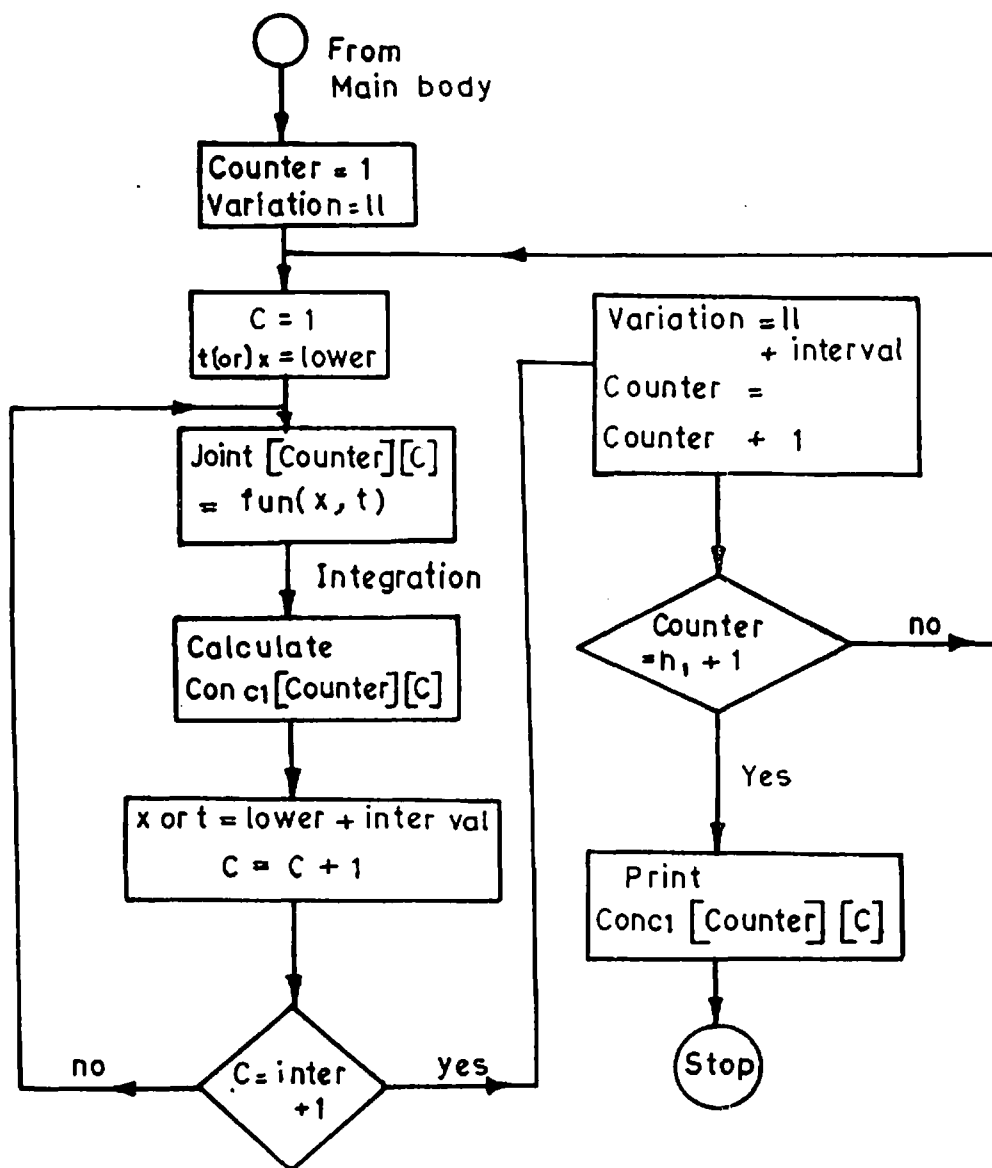 From
Main body
Counter = 1
Variation = ll
C = 1
t(or) x = lower
Joint [Counter][C]
= fun(x, t)
Integration
Calculate
Con c1 [Counter][C]
x or t = lower + inter val
C = C + 1
C = inter
+1
no
yes
Variation = ll
+ interval
Counter =
Counter + 1
Counter
= n, + 1
no
Yes
Print
Conc1 [Counter] [C]
Stop